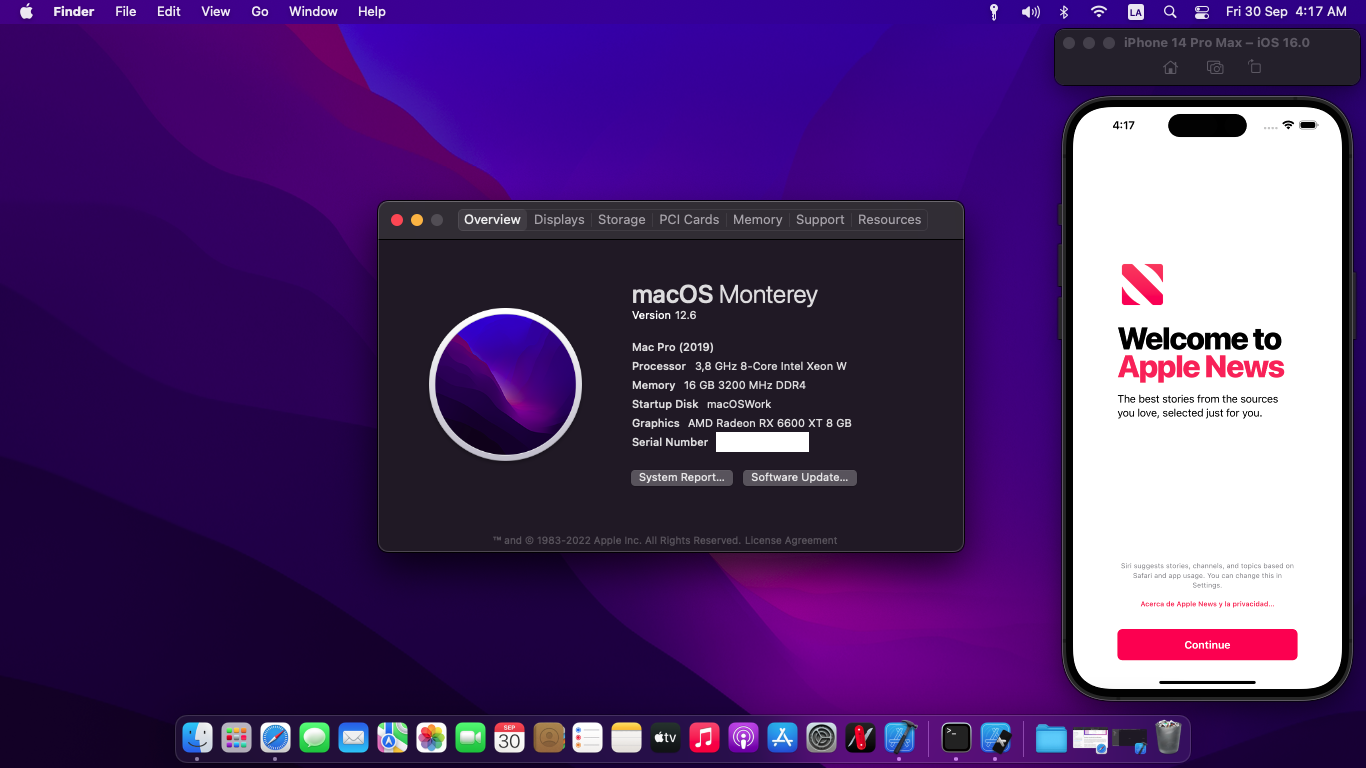 Finder File Edit View Go Window Help
LA Fri 30 Sep 4:17 AM
iPhone 14 Pro Max – iOS 16.0
4:17
Welcome to
Apple News
The best stories from the sources
you love, selected just for you.
Siri suggests stories, channels, and topics based on
Safari and app usage. You can change this in
Settings.
Acerca de Apple News y la privacidad...
Continue
Overview Displays Storage PCI Cards Memory Support Resources
macOS Monterey
Version 12.6
Mac Pro (2019)
Processor 3,8 GHz 8-Core Intel Xeon W
Memory 16 GB 3200 MHz DDR4
Startup Disk macOSWork
Graphics AMD Radeon RX 6600 XT 8 GB
Serial Number
System Report... Software Update...
™ and © 1983-2022 Apple Inc. All Rights Reserved. License Agreement
SEP
30
tv